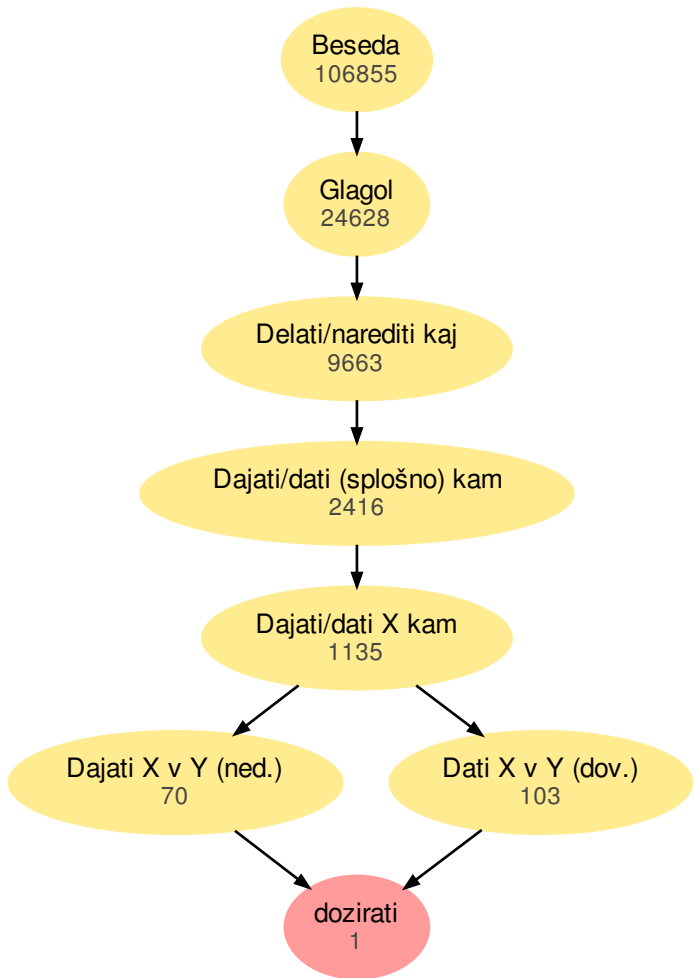 Beseda
106855
Glagol
24628
Delati/narediti kaj
9663
Dajati/dati (splošno) kam
2416
Dajati/dati X kam
1135
Dajati X v Y (ned.)
70
Dati X v Y (dov.)
103
dozirati
1